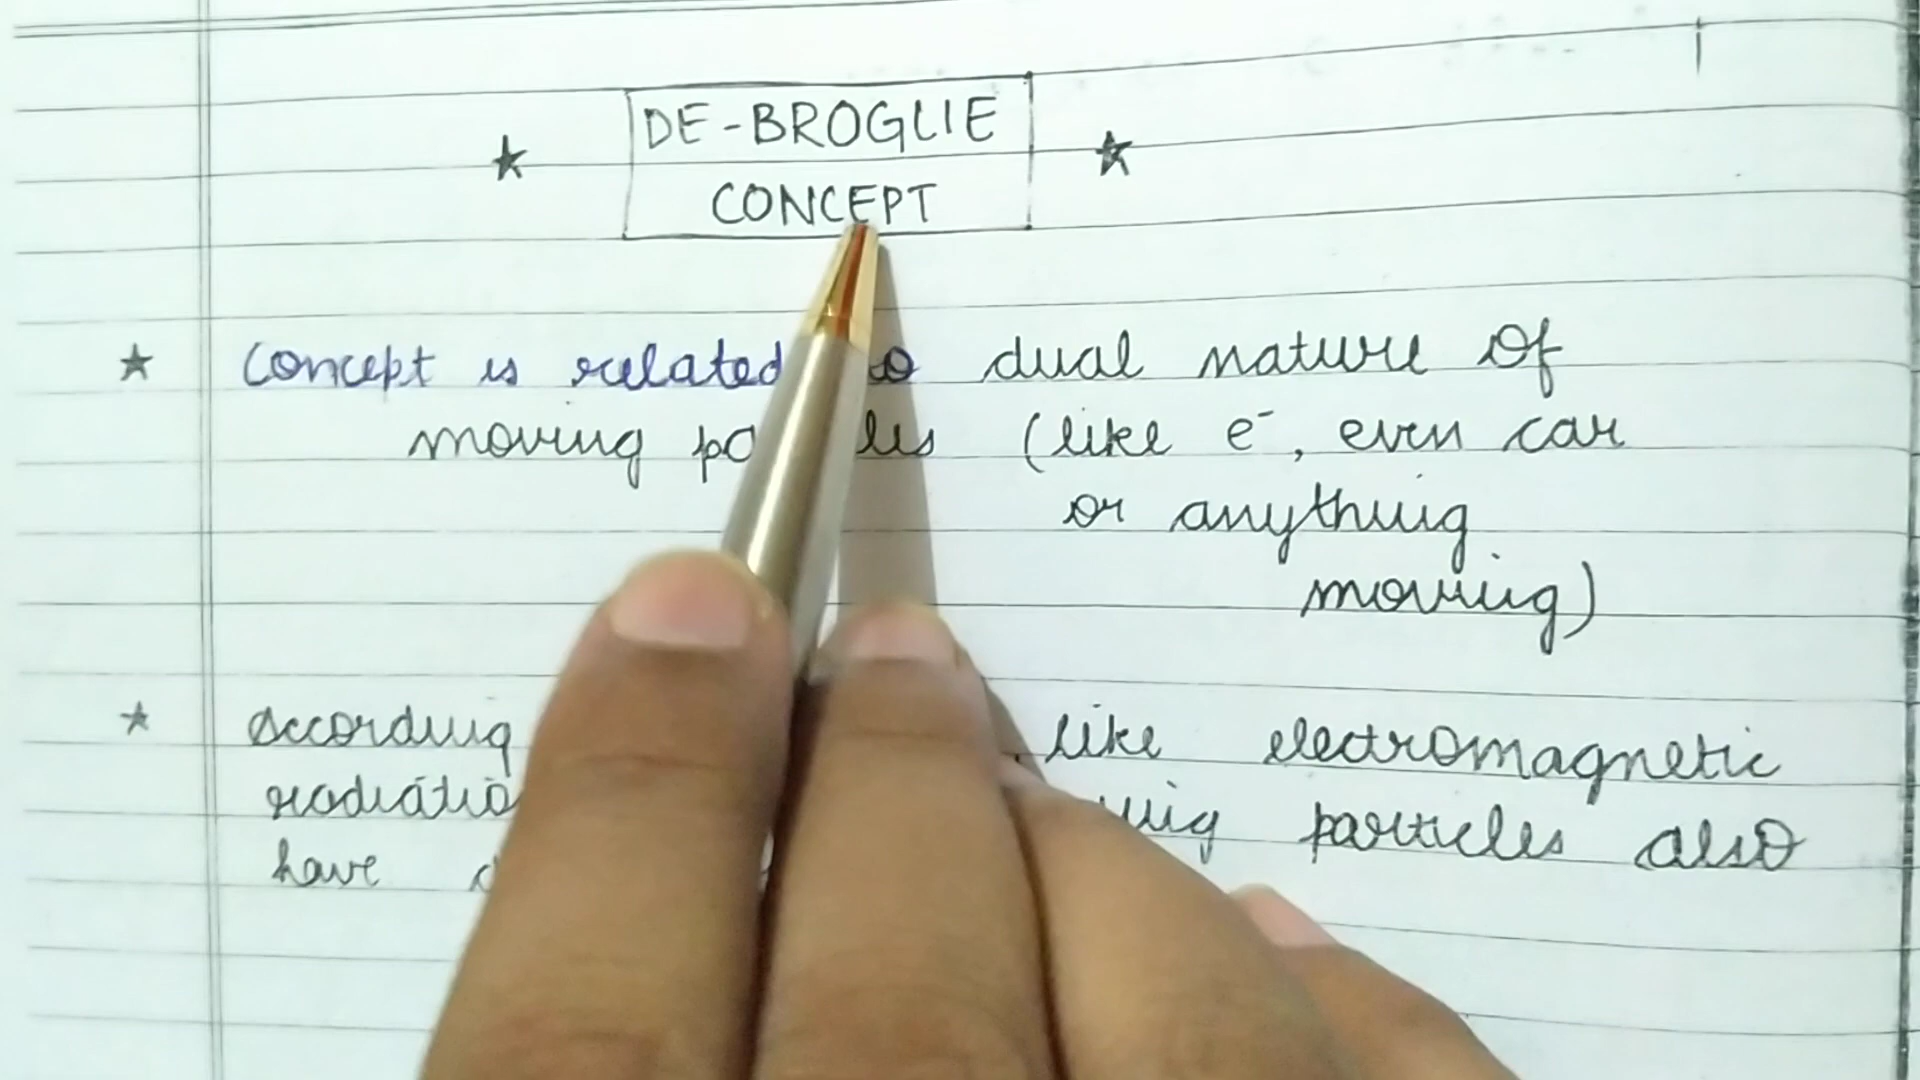 DE-BROGLIE
CONCEPT
Concept is related dual nature of
moving (like e⁻, even car
or anything
moving)
According like electromagnetic
particles also
have